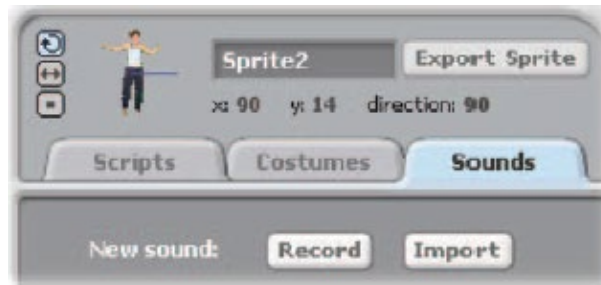 Sprite2 Export Sprite
x: 90 y: 14 direction: 90
Scripts Costumes Sounds
New sound: Record Import